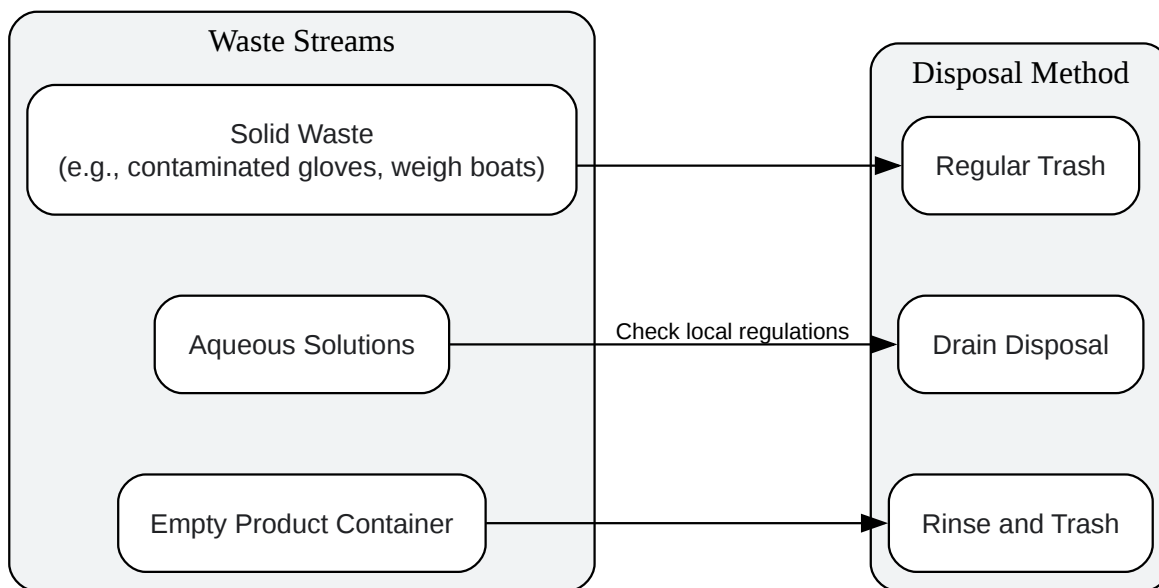 Waste Streams
Disposal Method
Solid Waste
(e.g., contaminated gloves, weigh boats)
Regular Trash
Aqueous Solutions
Check local regulations
Drain Disposal
Empty Product Container
Rinse and Trash